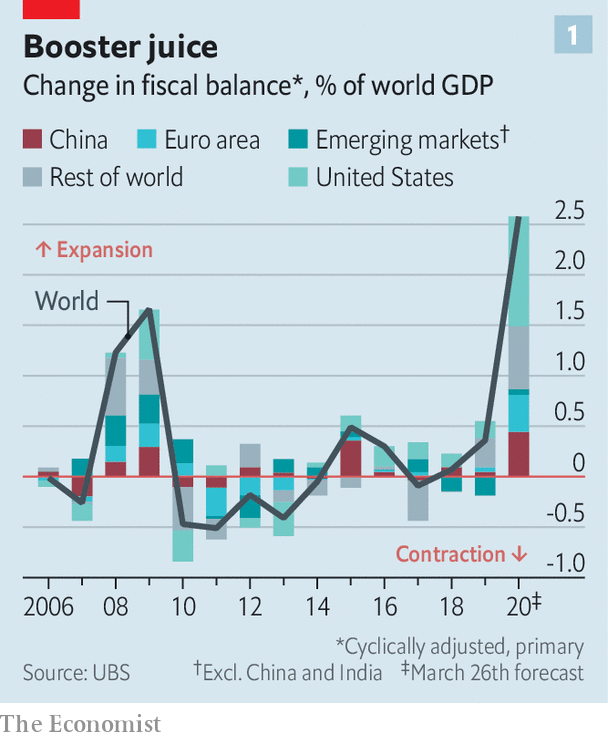 Booster juice
1
Change in fiscal balance*, % of world GDP
China
Euro area
Emerging markets†
Rest of world
United States
2.5
↑ Expansion
2.0
World
1.5
1.0
0.5
0
-0.5
Contraction ↓
-1.0
2006 08 10 12 14 16 18 20‡
*Cyclically adjusted, primary
Source: UBS †Excl. China and India ‡March 26th forecast
The Economist